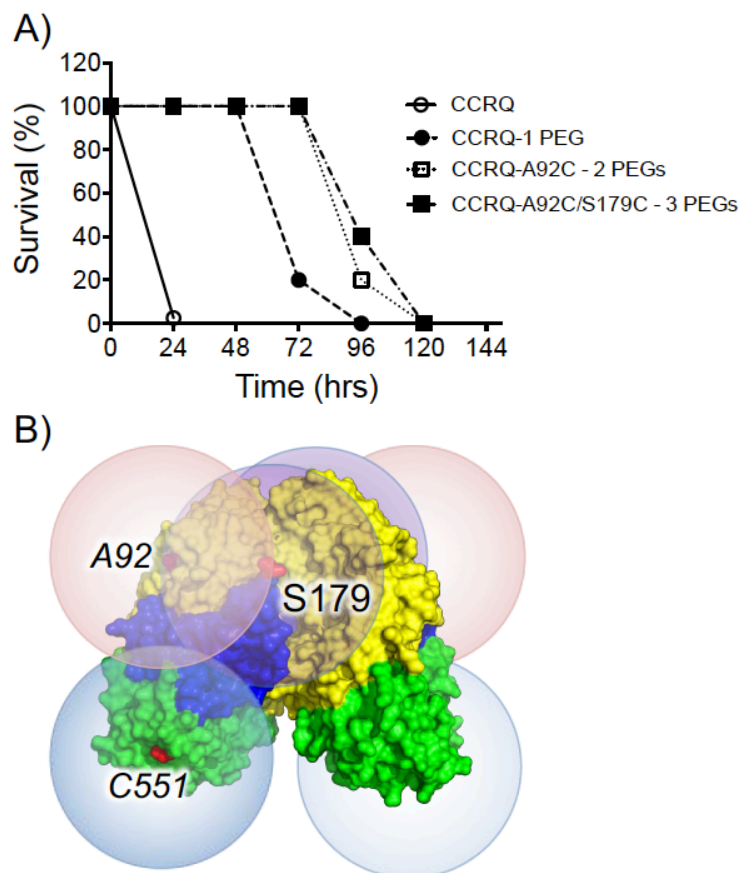 A)
120
100
80
60
40
20
0
Survival (%)
0 24 48 72 96 120 144
Time (hrs)
CCRQ
CCRQ-1 PEG
CCRQ-A92C - 2 PEGs
CCRQ-A92C/S179C - 3 PEGs
B)
A92
S179
C551